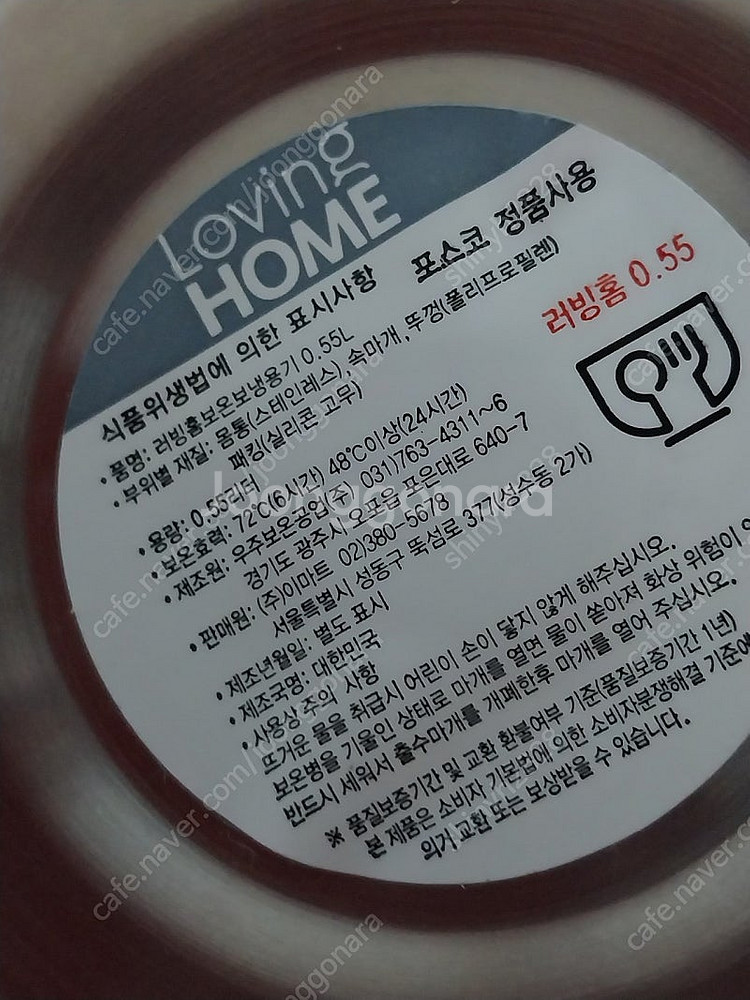 Loving
HOME
식품위생법에 의한 표시사항 포스코 정품사용
• 품명: 러빙홈보온보냉용기 0.55L
러빙홈 0.55
• 부위별 재질: 몸통(스테인레스), 속마개, 뚜껑(폴리프로필렌)
패킹(실리콘 고무)
• 용량: 0.55리터
• 보온효력: 72℃(6시간) 48℃이상(24시간)
• 제조원: 우주보온공업(주) 031)763-4311~6
경기도 광주시 오포읍 포은대로 640-7
• 판매원: (주)이마트 02)380-5678
서울특별시 성동구 뚝섬로 377(성수동 2가)
• 제조년월일: 별도 표시
• 제조국명: 대한민국
• 사용상 주의 사항
뜨거운 물을 취급시 어린이 손이 닿지 않게 해주십시오.
보온병을 기울인 상태로 마개를 열면 물이 쏟아져 화상 위험이
반드시 세워서 출수마개를 개폐한후 마개를 열어 주십시오.
※ 품질보증기간 및 교환 환불여부 기준(품질보증기간 1년)
본 제품은 소비자 기본법에 의한 소비자분쟁해결 기준에
의거 교환 또는 보상받을 수 있습니다.
joonggonara
cafe.naver.com/joonggonara